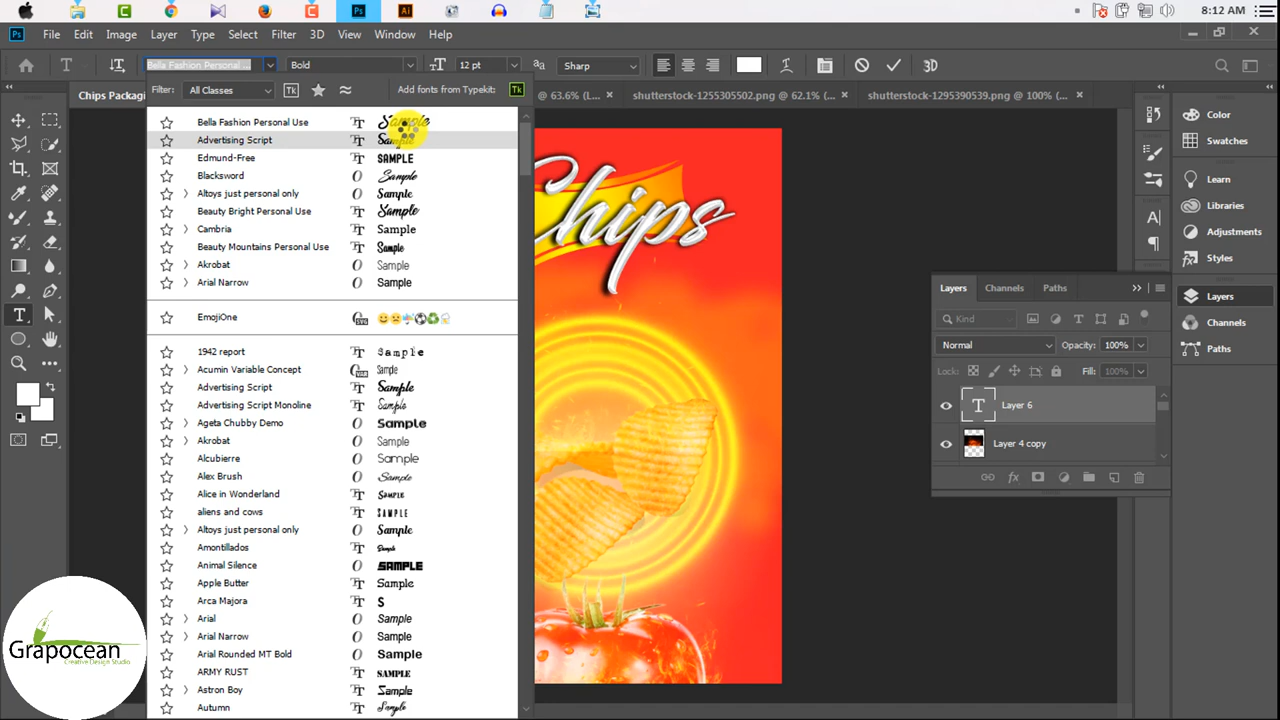 8:12 AM
Ps File Edit Image Layer Type Select Filter 3D View Window Help
T Bella Fashion Personal ... Bold 12 pt Sharp 3D
Filter: All Classes Tk Add fonts from Typekit: Tk
Chips Packagi @ 63.6% (L... shutterstock-1255305502.png @ 62.1% shutterstock-1295390539.png @ 100% (...
Bella Fashion Personal Use Sample
Advertising Script Sample
Edmund-Free SAMPLE
Blacksword Sample
Altoys just personal only Sample
Beauty Bright Personal Use Sample
Cambria Sample
Beauty Mountains Personal Use Sample
Akrobat Sample
Arial Narrow Sample
EmojiOne
1942 report Sample
Acumin Variable Concept Sample
Advertising Script Sample
Advertising Script Monoline Sample
Ageta Chubby Demo Sample
Akrobat Sample
Alcubierre Sample
Alex Brush Sample
Alice in Wonderland Sample
aliens and cows SAMPLE
Altoys just personal only Sample
Amontillados Sample
Animal Silence SAMPLE
Apple Butter Sample
Arca Majora S
Arial Sample
Arial Narrow Sample
Arial Rounded MT Bold Sample
ARMY RUST SAMPLE
Astron Boy Sample
Autumn Sample
Chips
Color
Swatches
Learn
Libraries
Adjustments
Styles
Layers
Channels
Paths
Layers Channels Paths
Kind
Normal Opacity: 100%
Lock: Fill: 100%
T Layer 6
Layer 4 copy
fx
Grapocean
Creative Design Studio